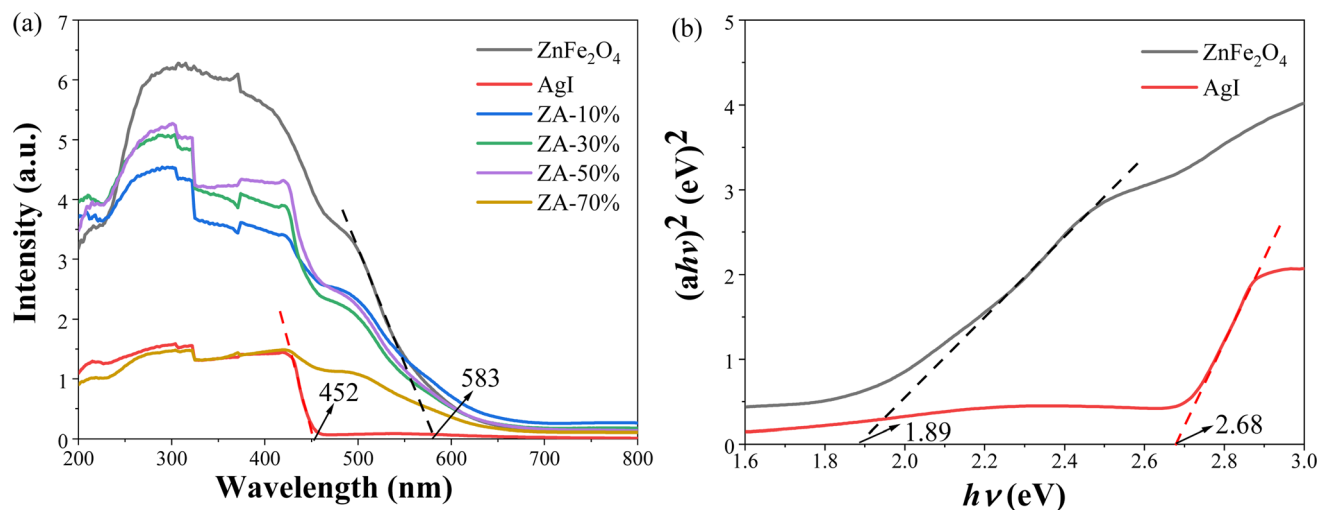 (a)
7
6
5
4
3
2
1
0
Intensity (a.u.)
ZnFe₂O₄
AgI
ZA-10%
ZA-30%
ZA-50%
ZA-70%
452
583
200 300 400 500 600 700 800
Wavelength (nm)
(b)
5
4
3
2
1
0
(ahν)² (eV)²
ZnFe₂O₄
AgI
1.89
2.68
1.6 1.8 2.0 2.2 2.4 2.6 2.8 3.0
hν (eV)